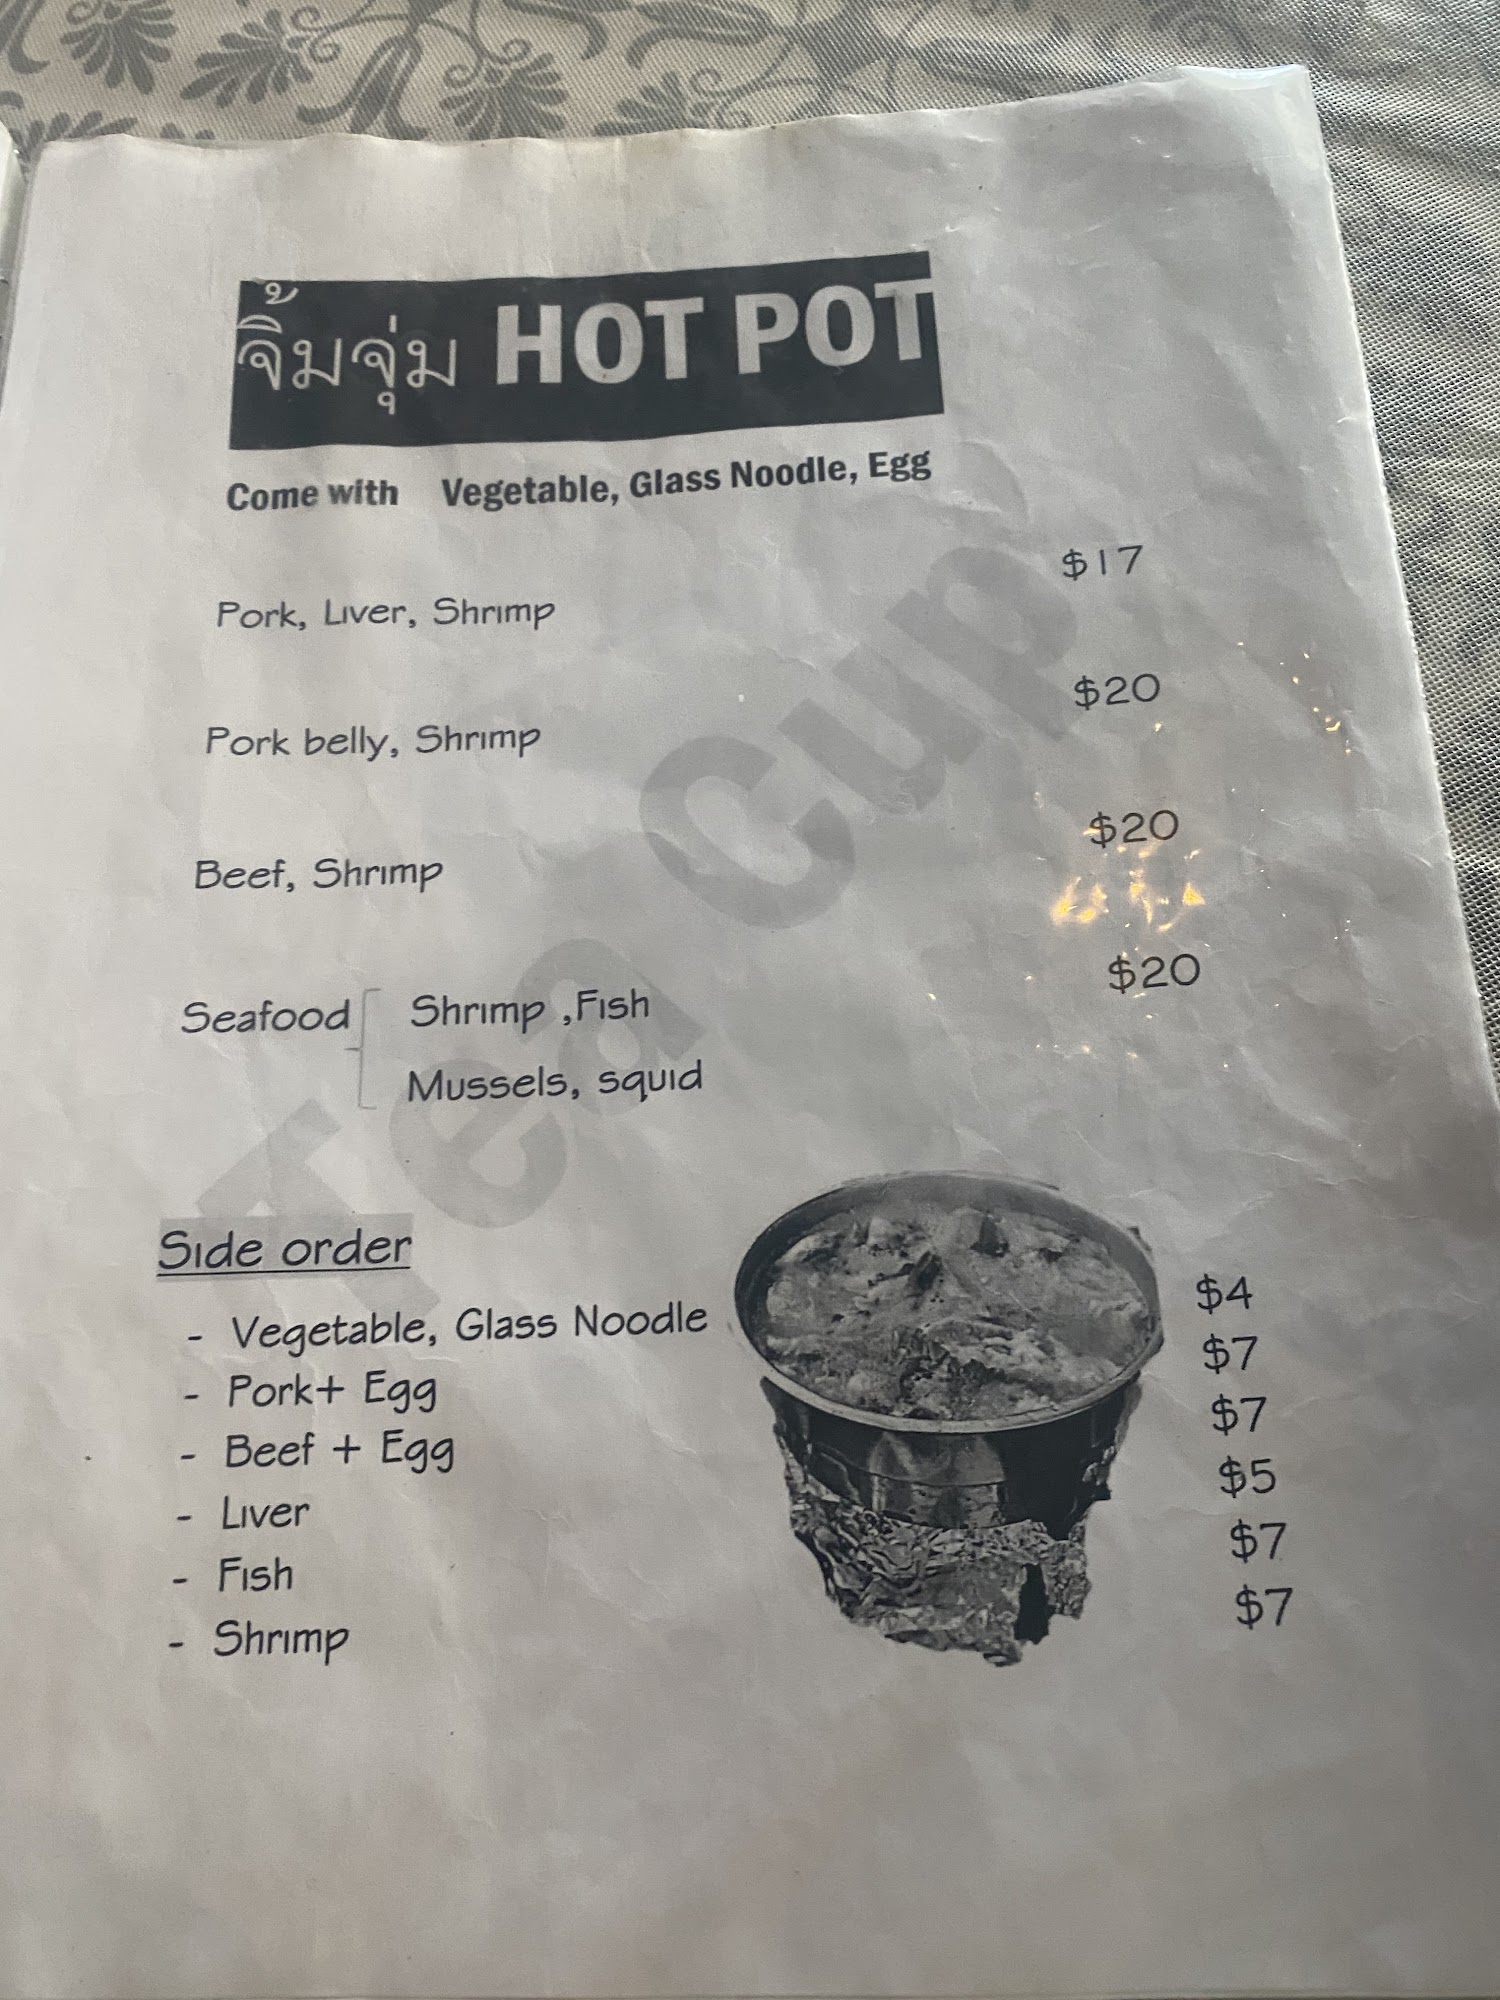 จิ้มจุ่ม HOT POT
Come with Vegetable, Glass Noodle, Egg
Pork, Liver, Shrimp $17
Pork belly, Shrimp $20
Beef, Shrimp $20
Seafood Shrimp ,Fish $20
Mussels, squid
Tea Cup
Side order
- Vegetable, Glass Noodle $4
- Pork+ Egg $7
- Beef + Egg $7
- Liver $5
- Fish $7
- Shrimp $7